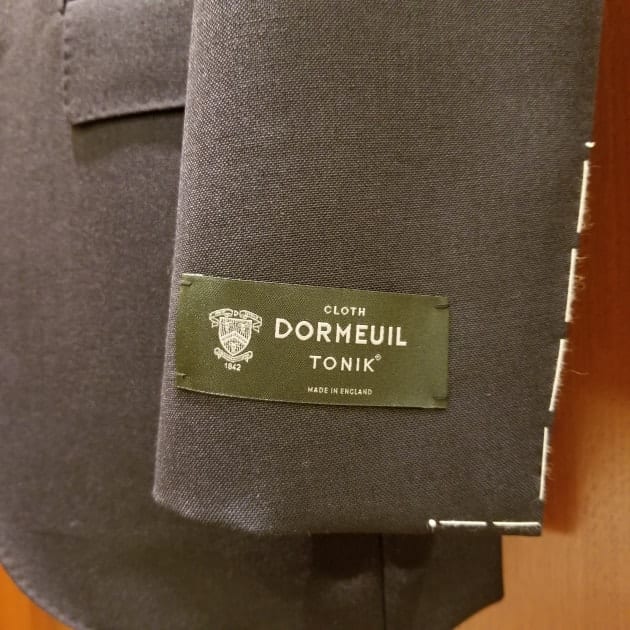 CLOTH
DORMEUIL
TONIK®
1842
MADE IN ENGLAND